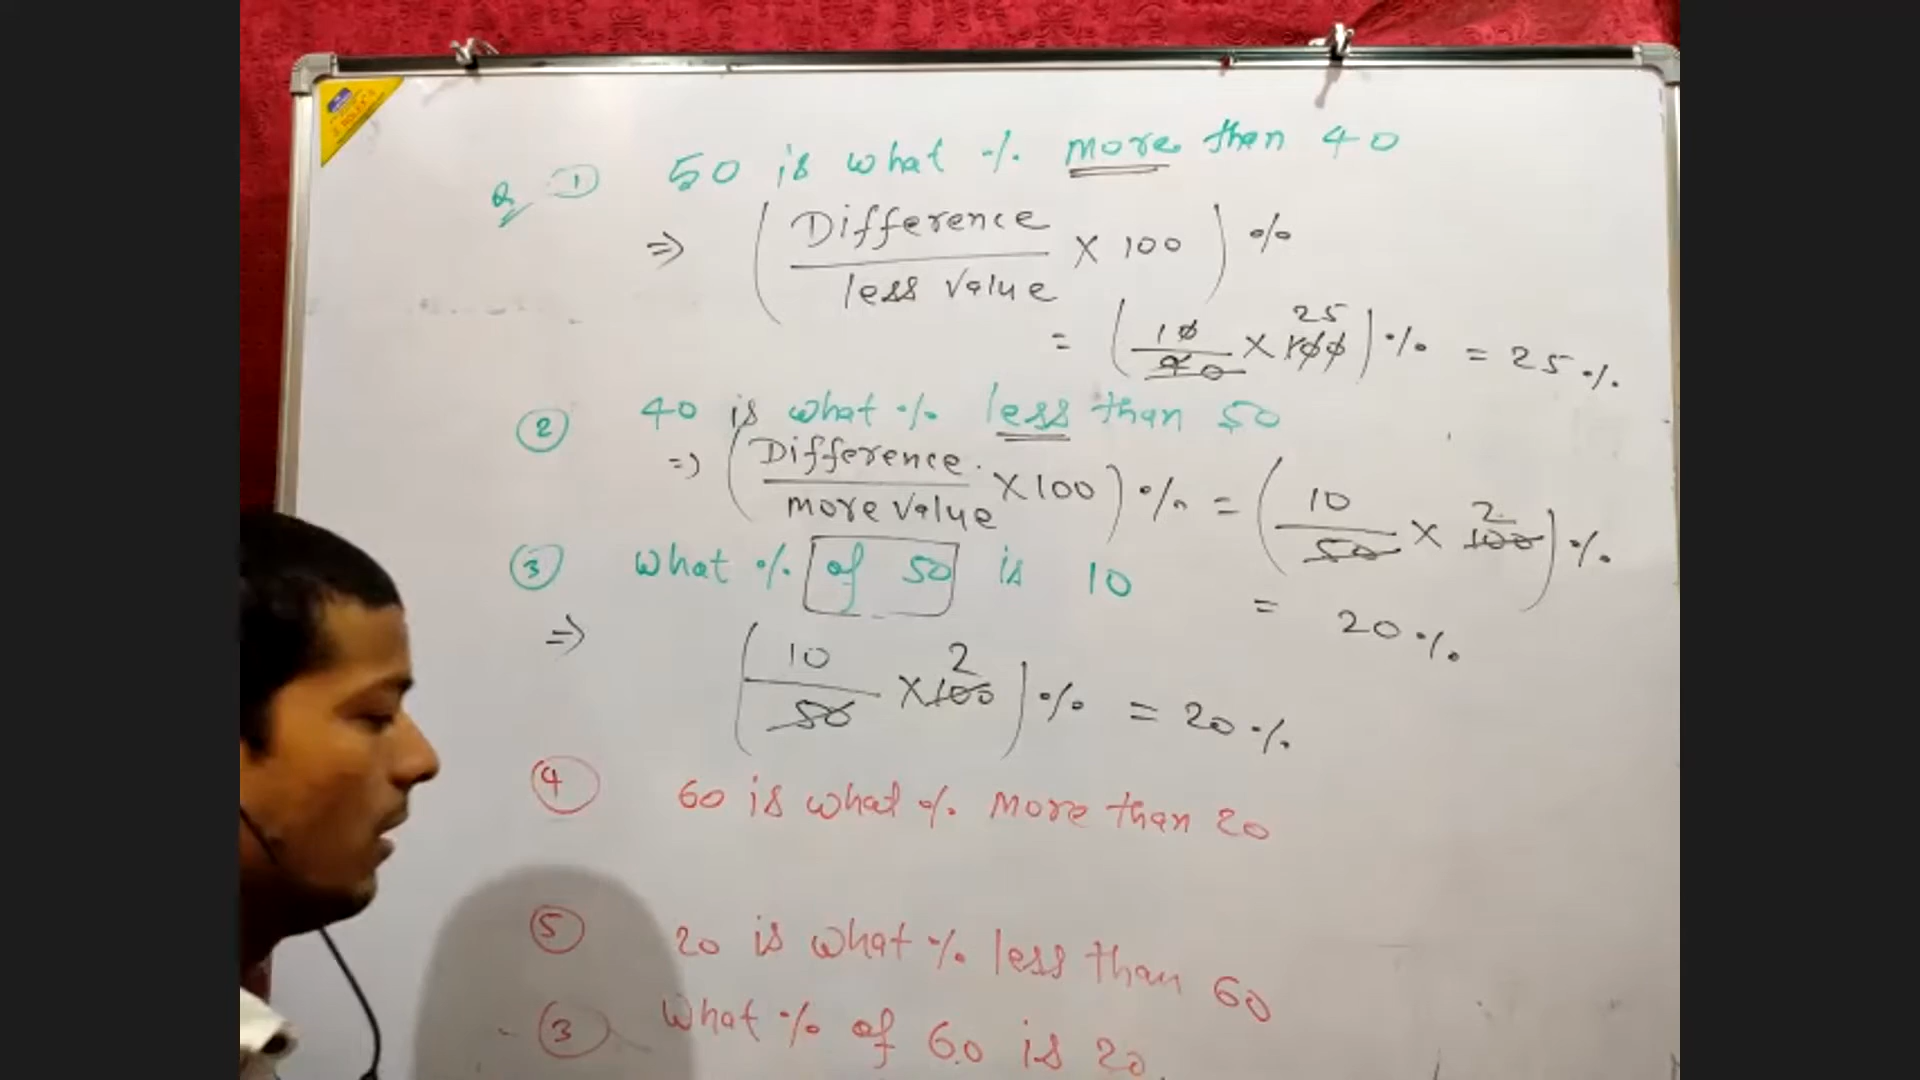 Q. ① 50 is what % more than 40
⇒ (Difference / less value × 100) %
= (10/40 × 100) % = 25 %
25
② 40 is what % less than 50
⇒ (Difference / more value × 100) % = (10/50 × 100) %
2
= 20 %
③ What % of 50 is 10
⇒ (10/50 × 100) % = 20 %
2
④ 60 is what % more than 20
⑤ 20 is what % less than 60
③ What % of 60 is 20